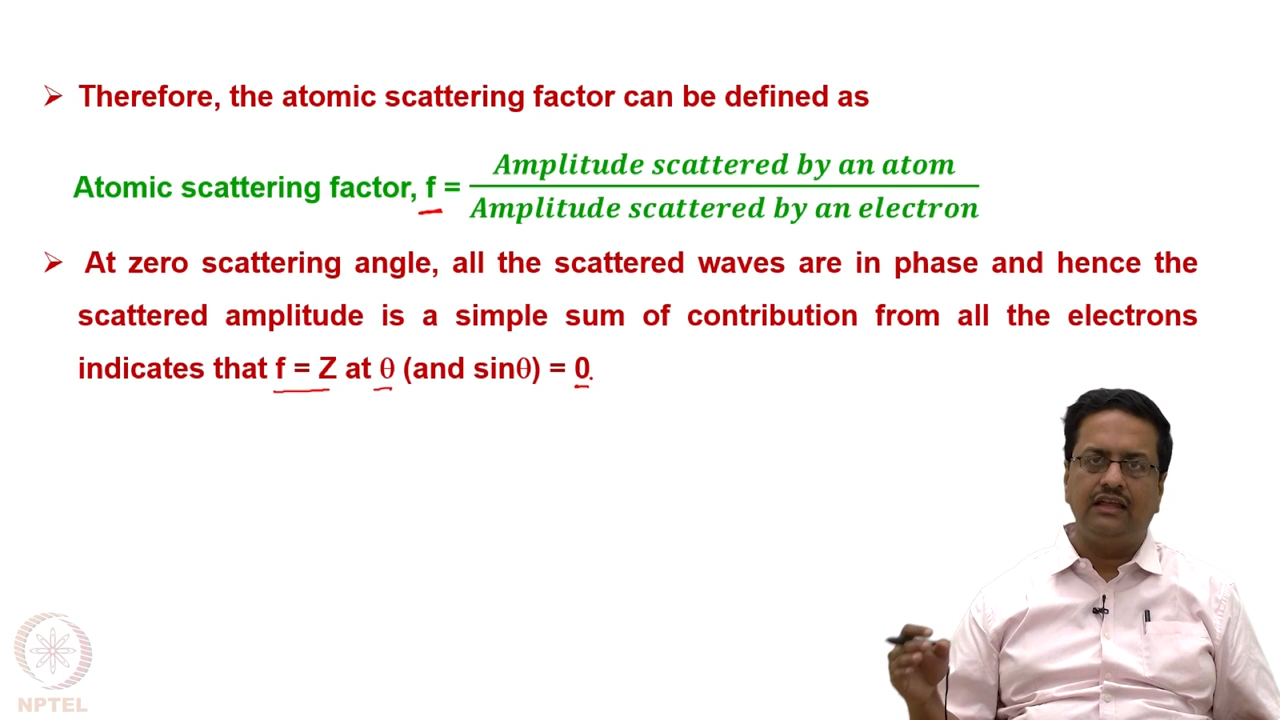 ➢ Therefore, the atomic scattering factor can be defined as
Atomic scattering factor, f = Amplitude scattered by an atom / Amplitude scattered by an electron
➢ At zero scattering angle, all the scattered waves are in phase and hence the
scattered amplitude is a simple sum of contribution from all the electrons
indicates that f = Z at θ (and sinθ) = 0.
NPTEL